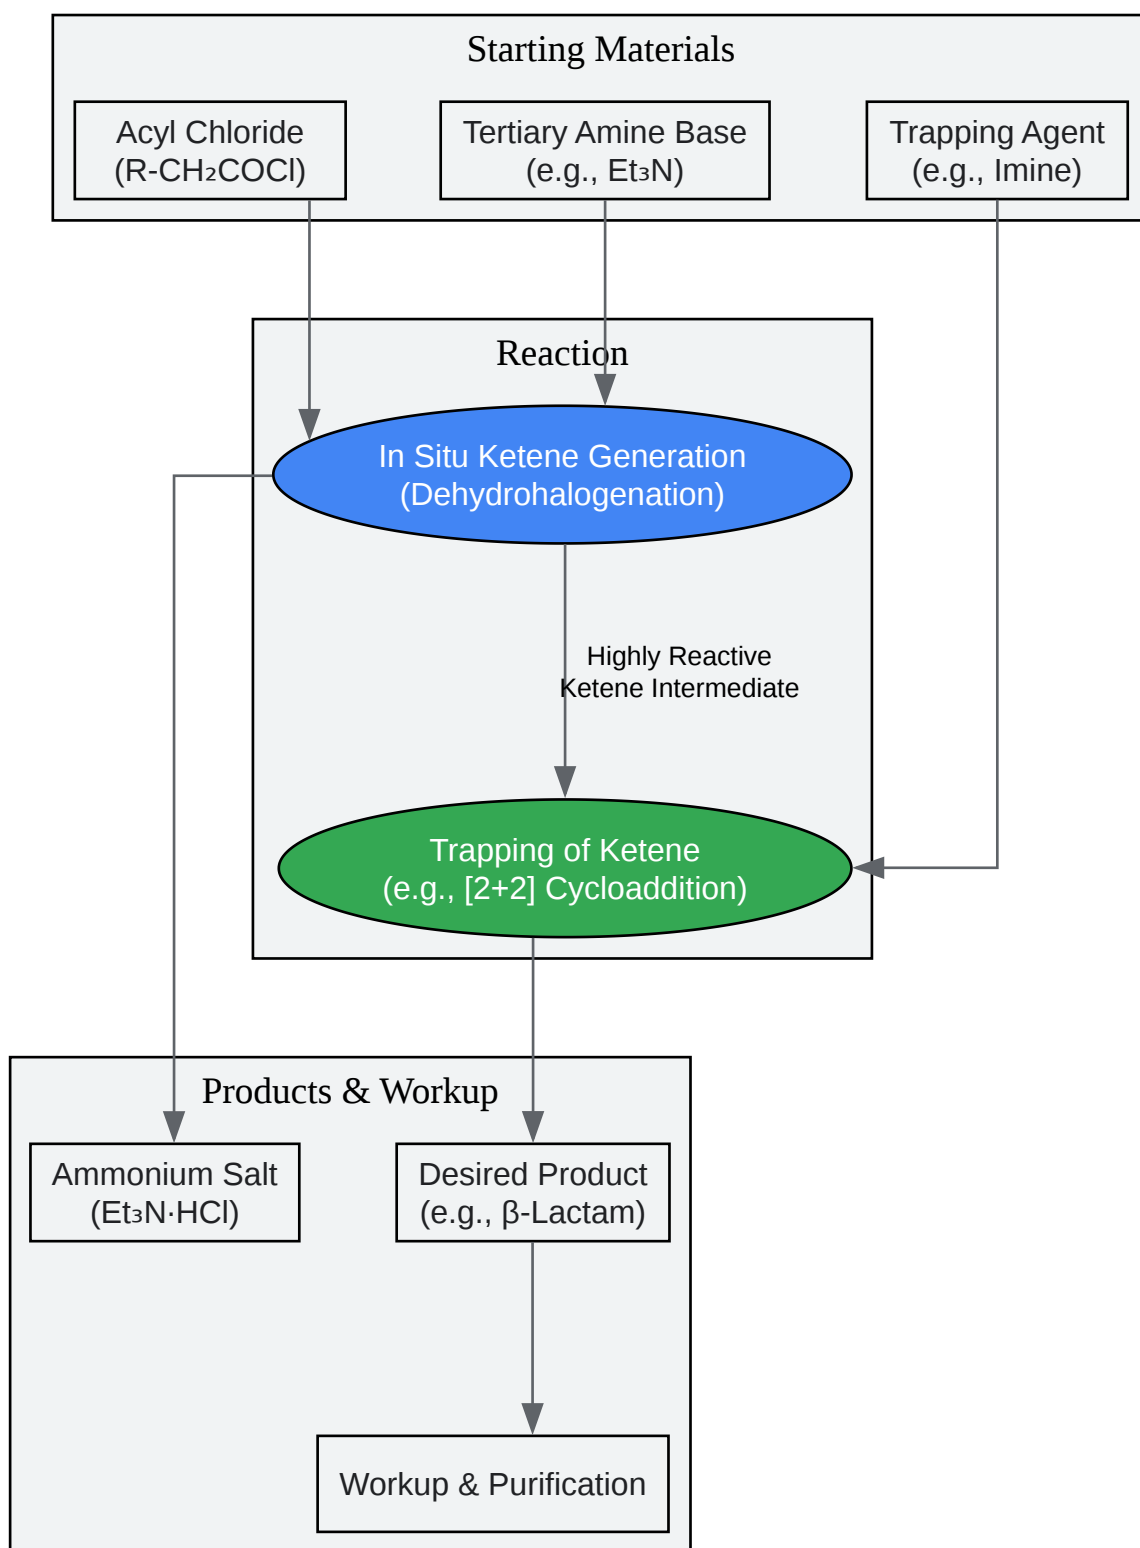 Starting Materials
Acyl Chloride
(R-CH₂COCl)
Tertiary Amine Base
(e.g., Et₃N)
Trapping Agent
(e.g., Imine)
Reaction
In Situ Ketene Generation
(Dehydrohalogenation)
Highly Reactive
Ketene Intermediate
Trapping of Ketene
(e.g., [2+2] Cycloaddition)
Products & Workup
Ammonium Salt
(Et₃N·HCl)
Desired Product
(e.g., β-Lactam)
Workup & Purification